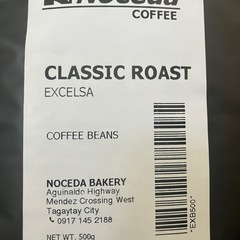 Noceda
COFFEE
CLASSIC ROAST
EXCELSA
COFFEE BEANS
NOCEDA BAKERY
Aguinaldo Highway
Mendez Crossing West
Tagaytay City
0917 145 2188
NET WT. 500g
*EXB500*